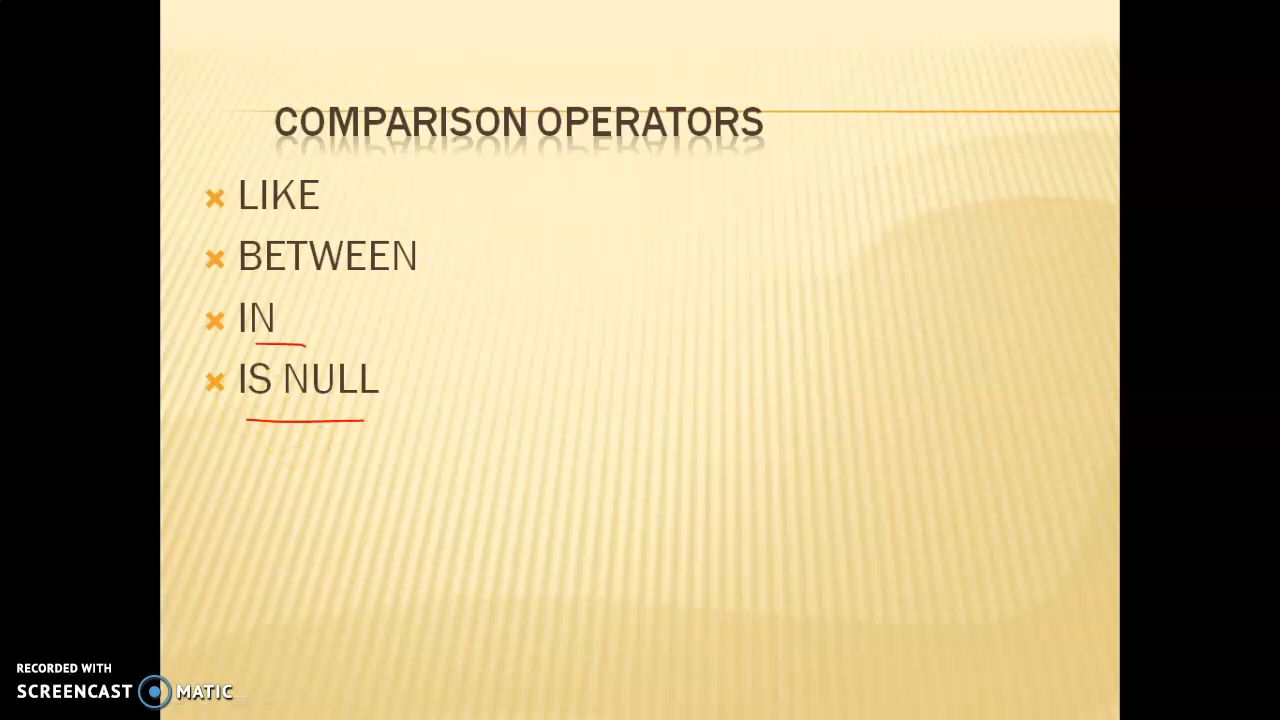 COMPARISON OPERATORS
LIKE
BETWEEN
IN
IS NULL
RECORDED WITH
SCREENCAST MATIC